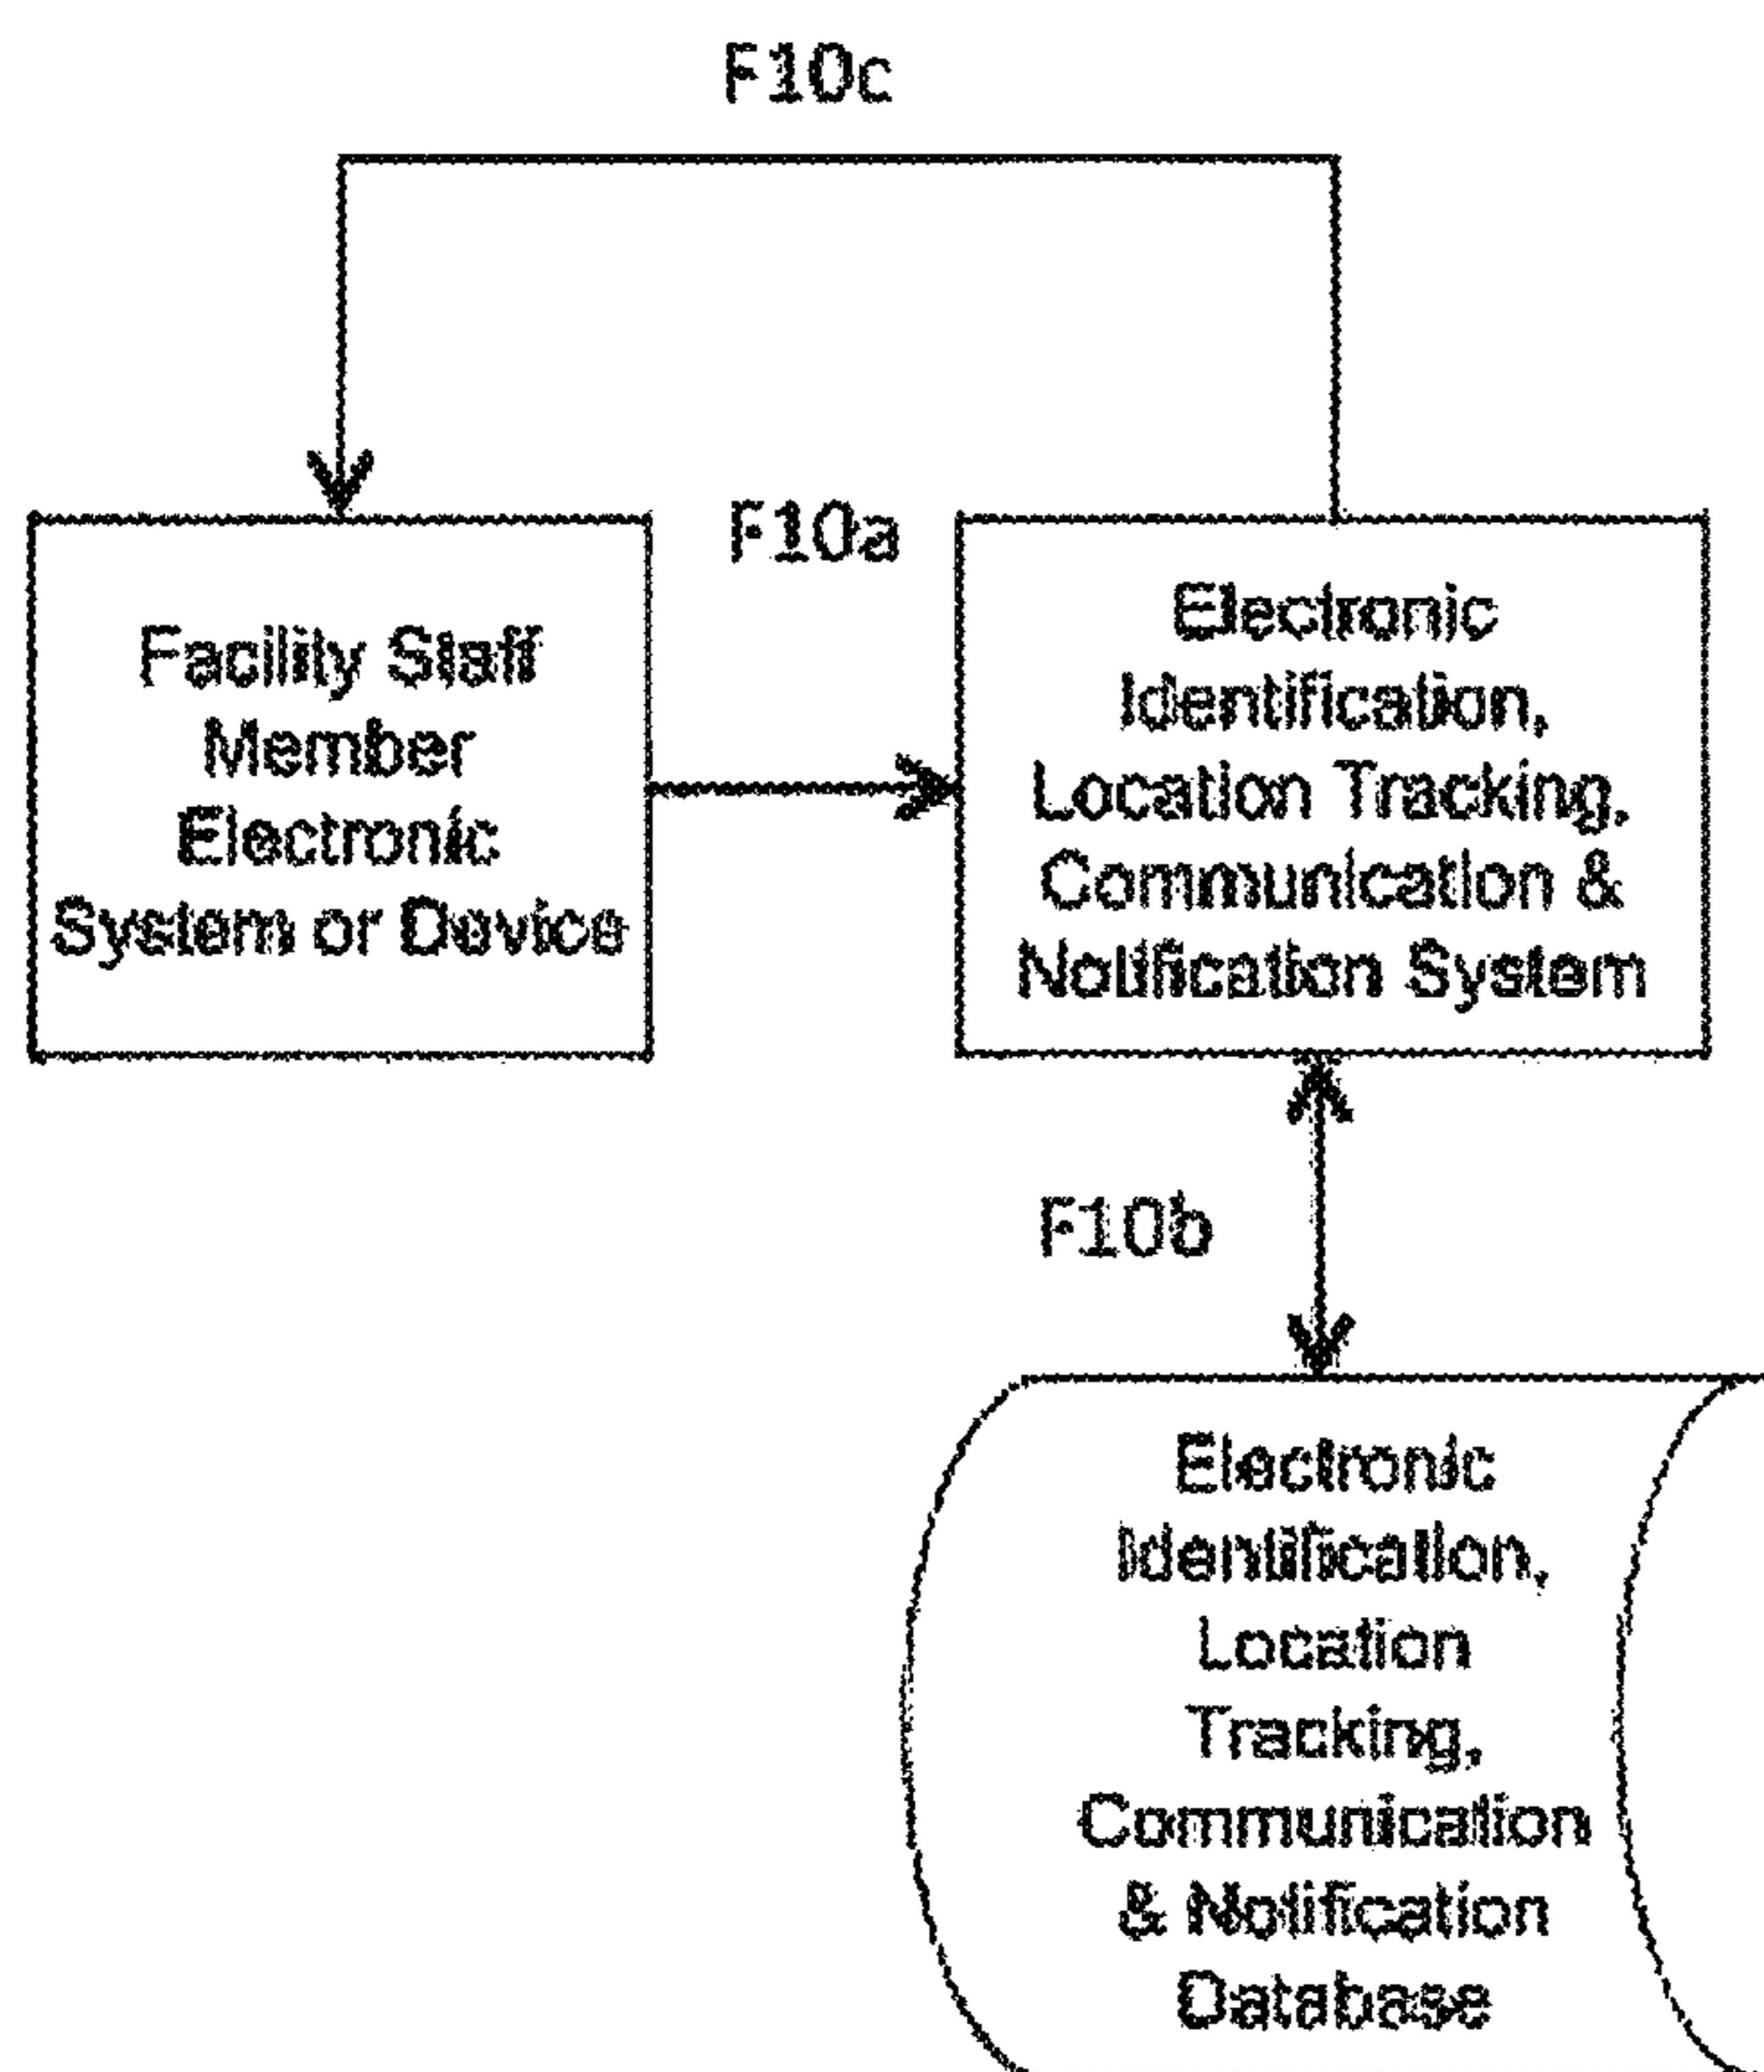 F10c
F10a
Facility Staff
Member
Electronic
System or Device
Electronic
Identification,
Location Tracking,
Communication &
Notification System
F10b
Electronic
Identification,
Location
Tracking,
Communication
& Notification
Database